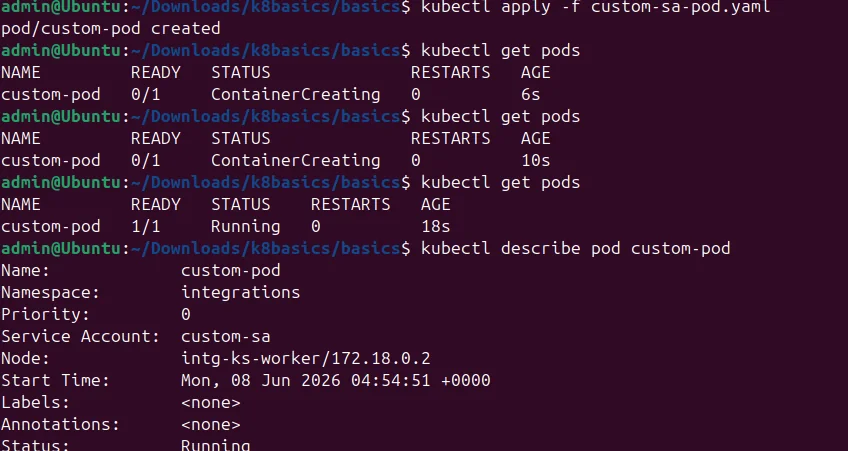 admin@Ubuntu:~/Downloads/k8basics/basics$ kubectl apply -f custom-sa-pod.yaml
pod/custom-pod created
admin@Ubuntu:~/Downloads/k8basics/basics$ kubectl get pods
NAME         READY   STATUS              RESTARTS   AGE
custom-pod   0/1     ContainerCreating   0          6s
admin@Ubuntu:~/Downloads/k8basics/basics$ kubectl get pods
NAME         READY   STATUS              RESTARTS   AGE
custom-pod   0/1     ContainerCreating   0          10s
admin@Ubuntu:~/Downloads/k8basics/basics$ kubectl get pods
NAME         READY   STATUS    RESTARTS   AGE
custom-pod   1/1     Running   0          18s
admin@Ubuntu:~/Downloads/k8basics/basics$ kubectl describe pod custom-pod
Name:             custom-pod
Namespace:        integrations
Priority:         0
Service Account:  custom-sa
Node:             intg-ks-worker/172.18.0.2
Start Time:       Mon, 08 Jun 2026 04:54:51 +0000
Labels:           <none>
Annotations:      <none>
Status:           Running